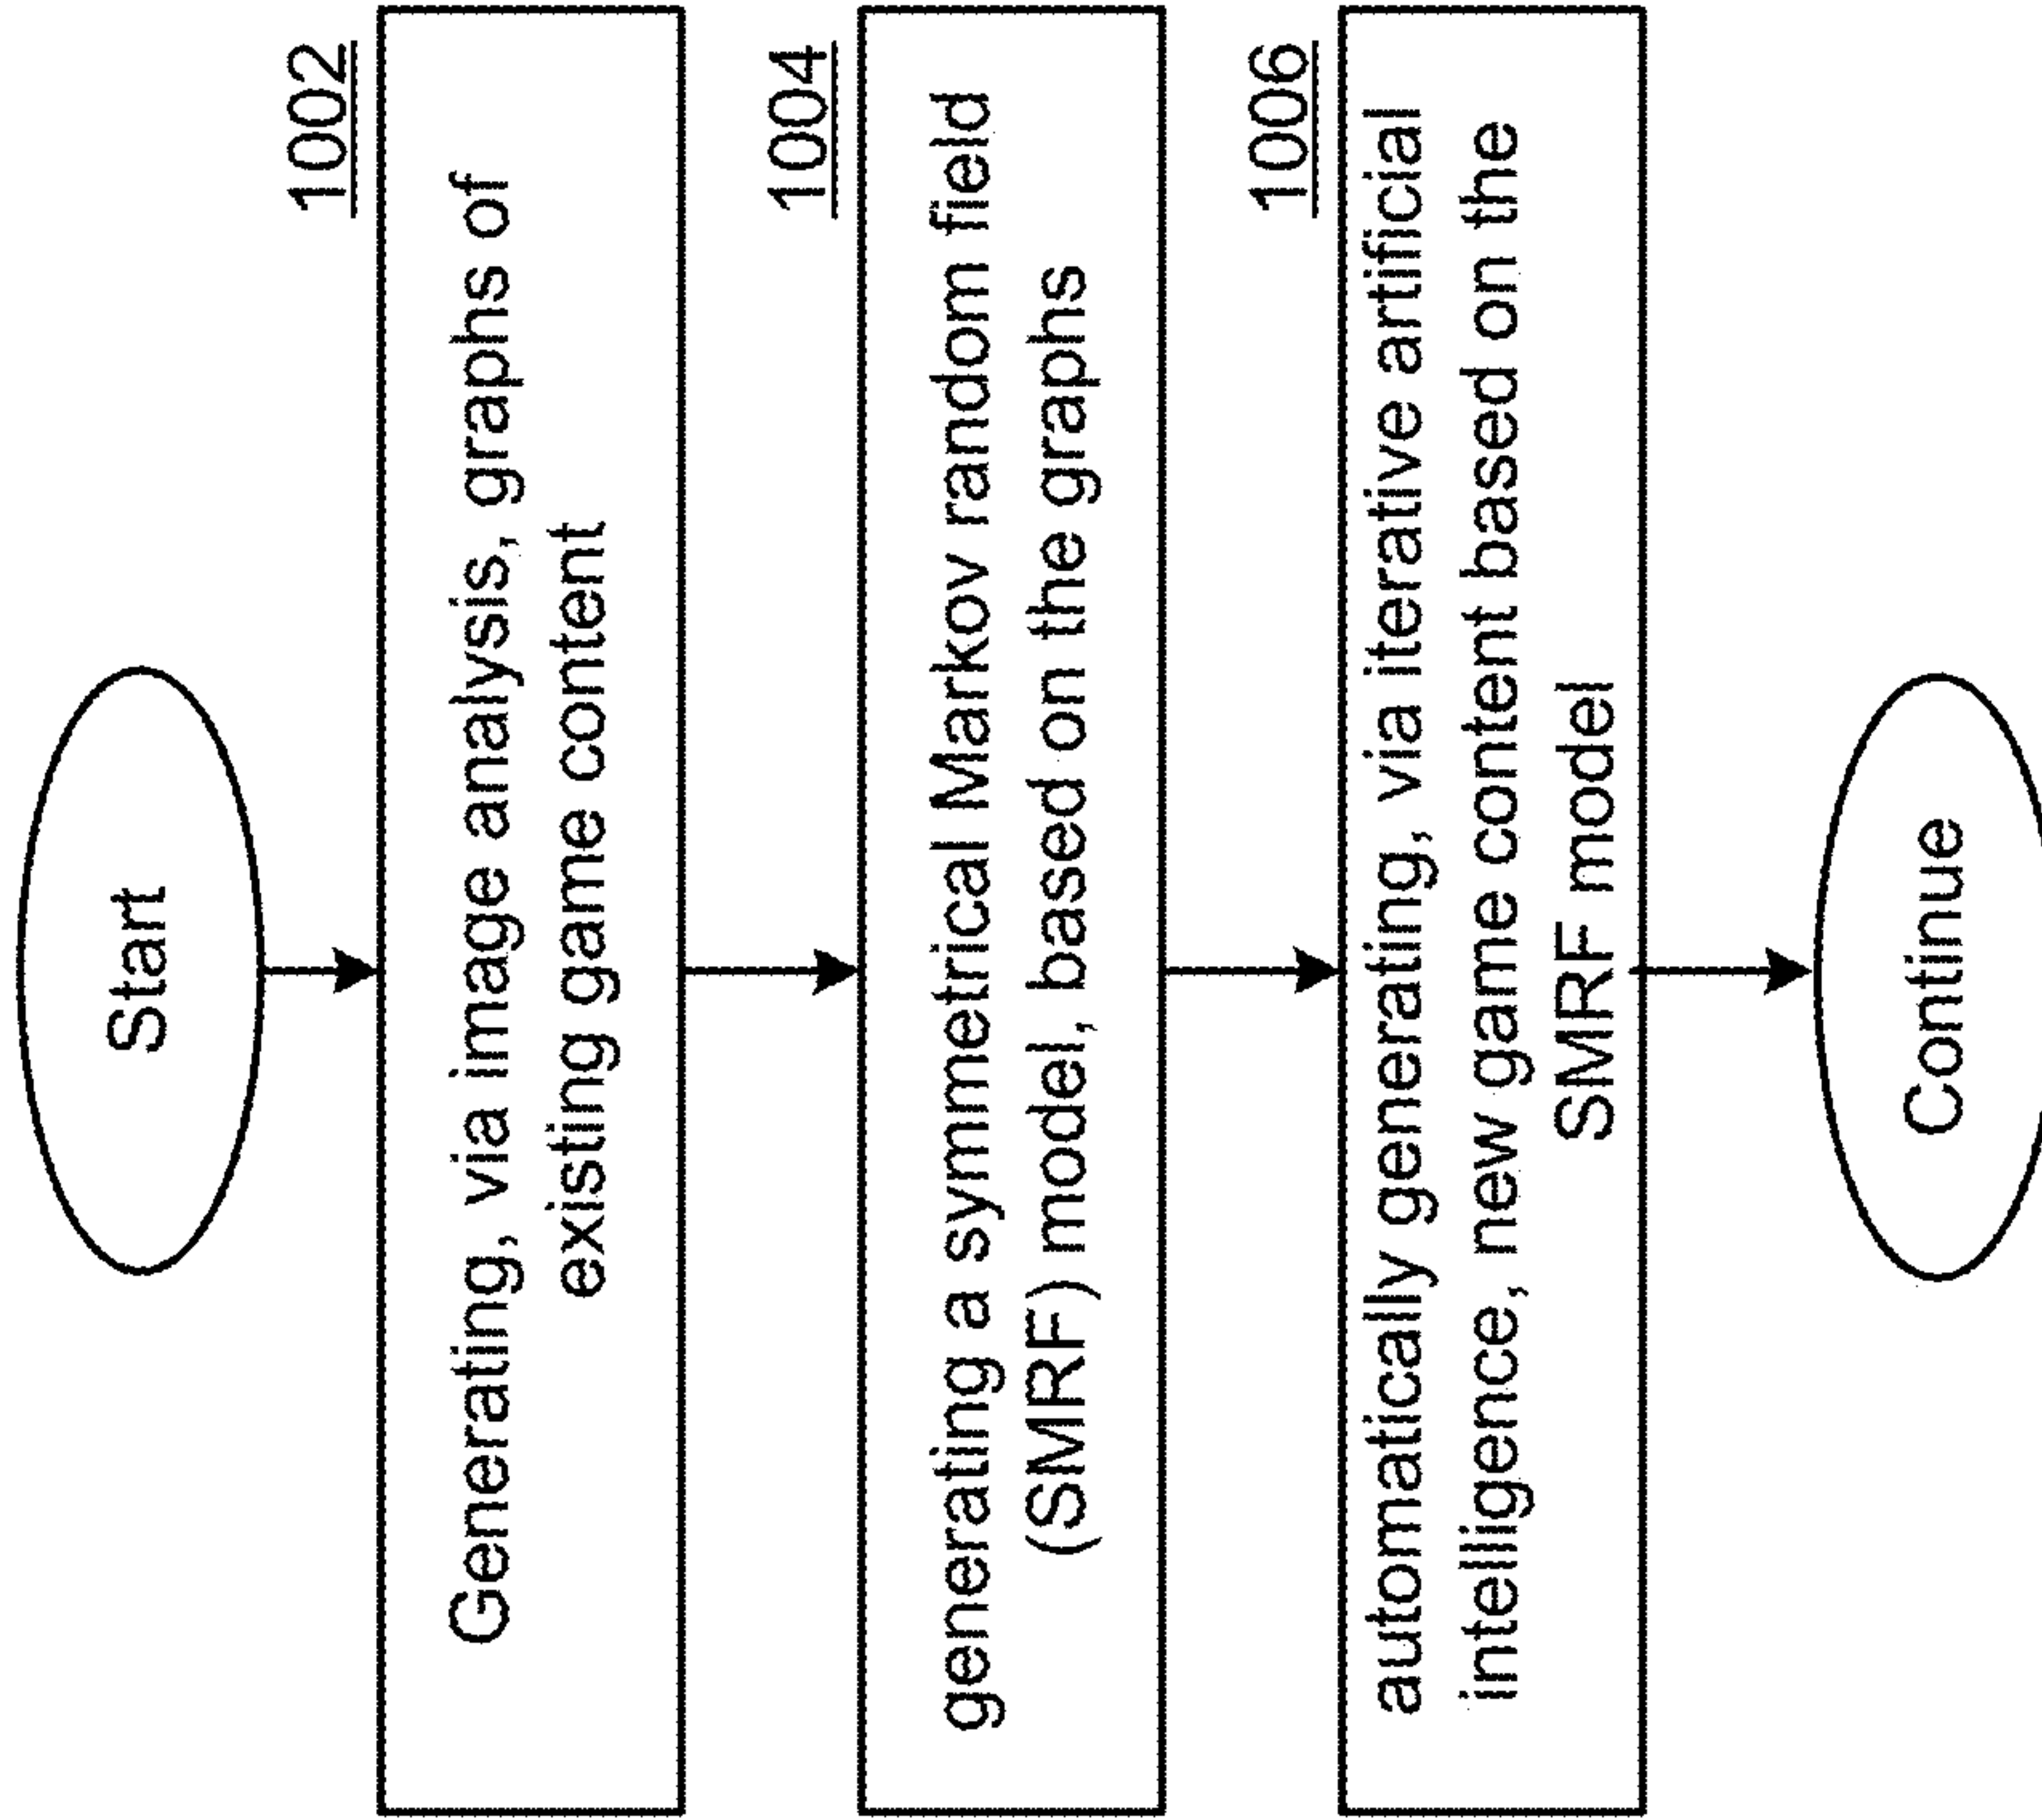 Start
1002
Generating, via image analysis, graphs of
existing game content
1004
generating a symmetrical Markov random field
(SMRF) model, based on the graphs
1006
automatically generating, via iterative artificial
intelligence, new game content based on the
SMRF model
Continue